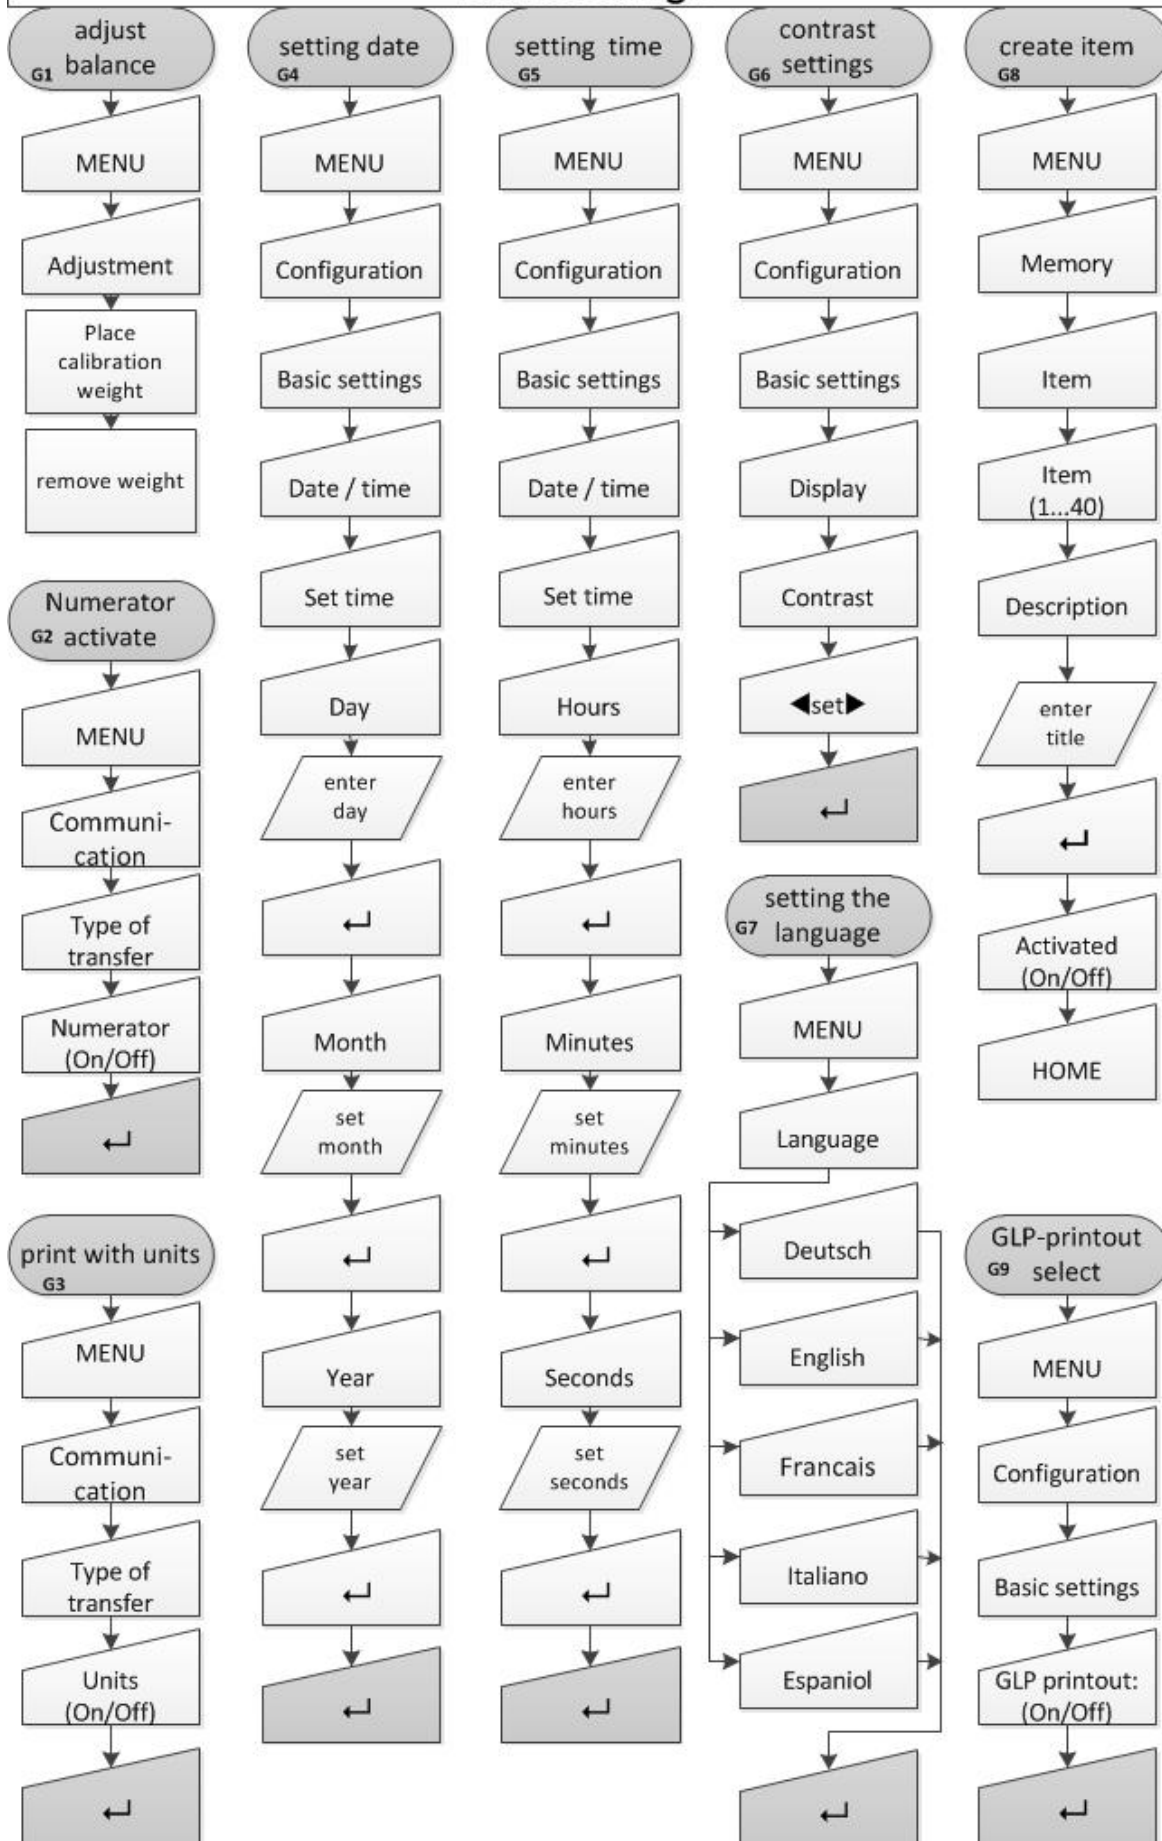 adjust
G1 balance
MENU
Adjustment
Place
calibration
weight
remove weight
Numerator
G2 activate
MENU
Communi-
cation
Type of
transfer
Numerator
(On/Off)
↵
print with units
G3
MENU
Communi-
cation
Type of
transfer
Units
(On/Off)
↵
setting date
G4
MENU
Configuration
Basic settings
Date / time
Set time
Day
enter
day
↵
Month
set
month
↵
Year
set
year
↵
↵
setting time
G5
MENU
Configuration
Basic settings
Date / time
Set time
Hours
enter
hours
↵
Minutes
set
minutes
↵
Seconds
set
seconds
↵
↵
contrast
G6 settings
MENU
Configuration
Basic settings
Display
Contrast
◀set▶
↵
setting the
G7 language
MENU
Language
Deutsch
English
Francais
Italiano
Espaniol
↵
create item
G8
MENU
Memory
Item
Item
(1...40)
Description
enter
title
↵
Activated
(On/Off)
HOME
GLP-printout
G9 select
MENU
Configuration
Basic settings
GLP printout:
(On/Off)
↵